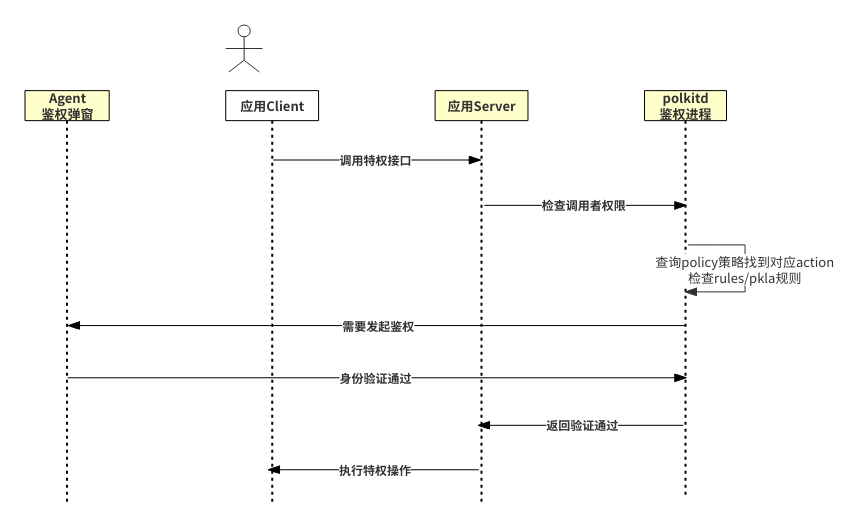 Agent
鉴权弹窗
应用Client
应用Server
polkitd
鉴权进程
调用特权接口
检查调用者权限
查询policy策略找到对应action
检查rules/pkla规则
需要发起鉴权
身份验证通过
返回验证通过
执行特权操作